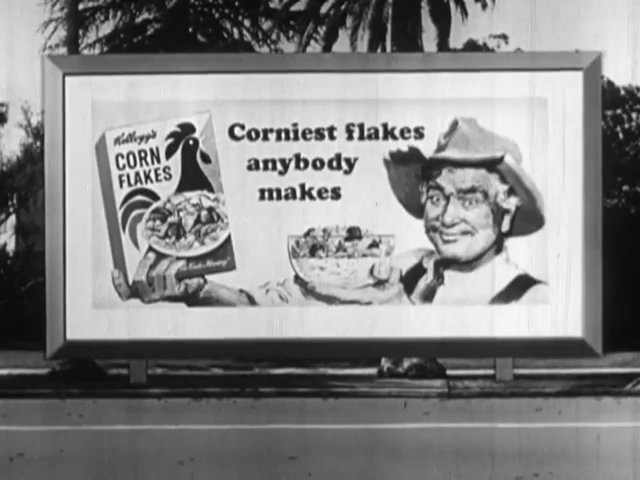 Kellogg's
CORN
FLAKES
Corniest flakes
anybody
makes